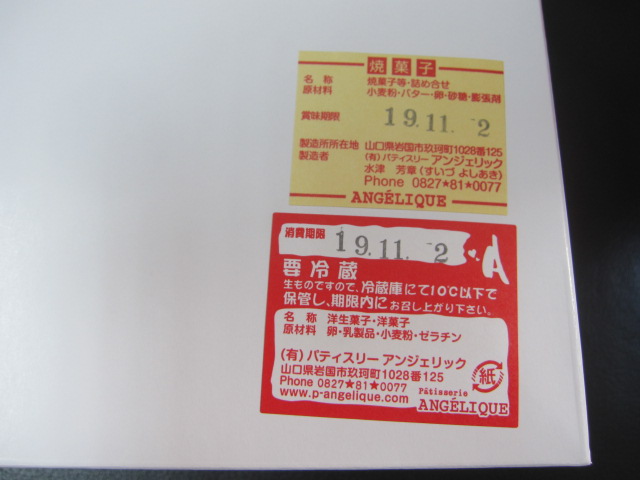 焼菓子
名 称 焼菓子等・詰め合せ
原材料 小麦粉・バター・卵・砂糖・膨張剤
賞味期限 19.11. -2
製造所所在地 山口県岩国市玖珂町1028番125
製造者 (有)パティスリー アンジェリック
水津 芳章(すいづ よしあき)
Phone 0827★81★0077
ANGÉLIQUE
消費期限 19.11. -2
A
要冷蔵
生ものですので、冷蔵庫にて10℃以下で
保管し、期限内にお召し上がり下さい。
名 称 洋生菓子・洋菓子
原材料 卵・乳製品・小麦粉・ゼラチン
(有)パティスリー アンジェリック
山口県岩国市玖珂町1028番125
Phone 0827★81★0077
www.p-angelique.com
紙
Pâtisserie
ANGÉLIQUE